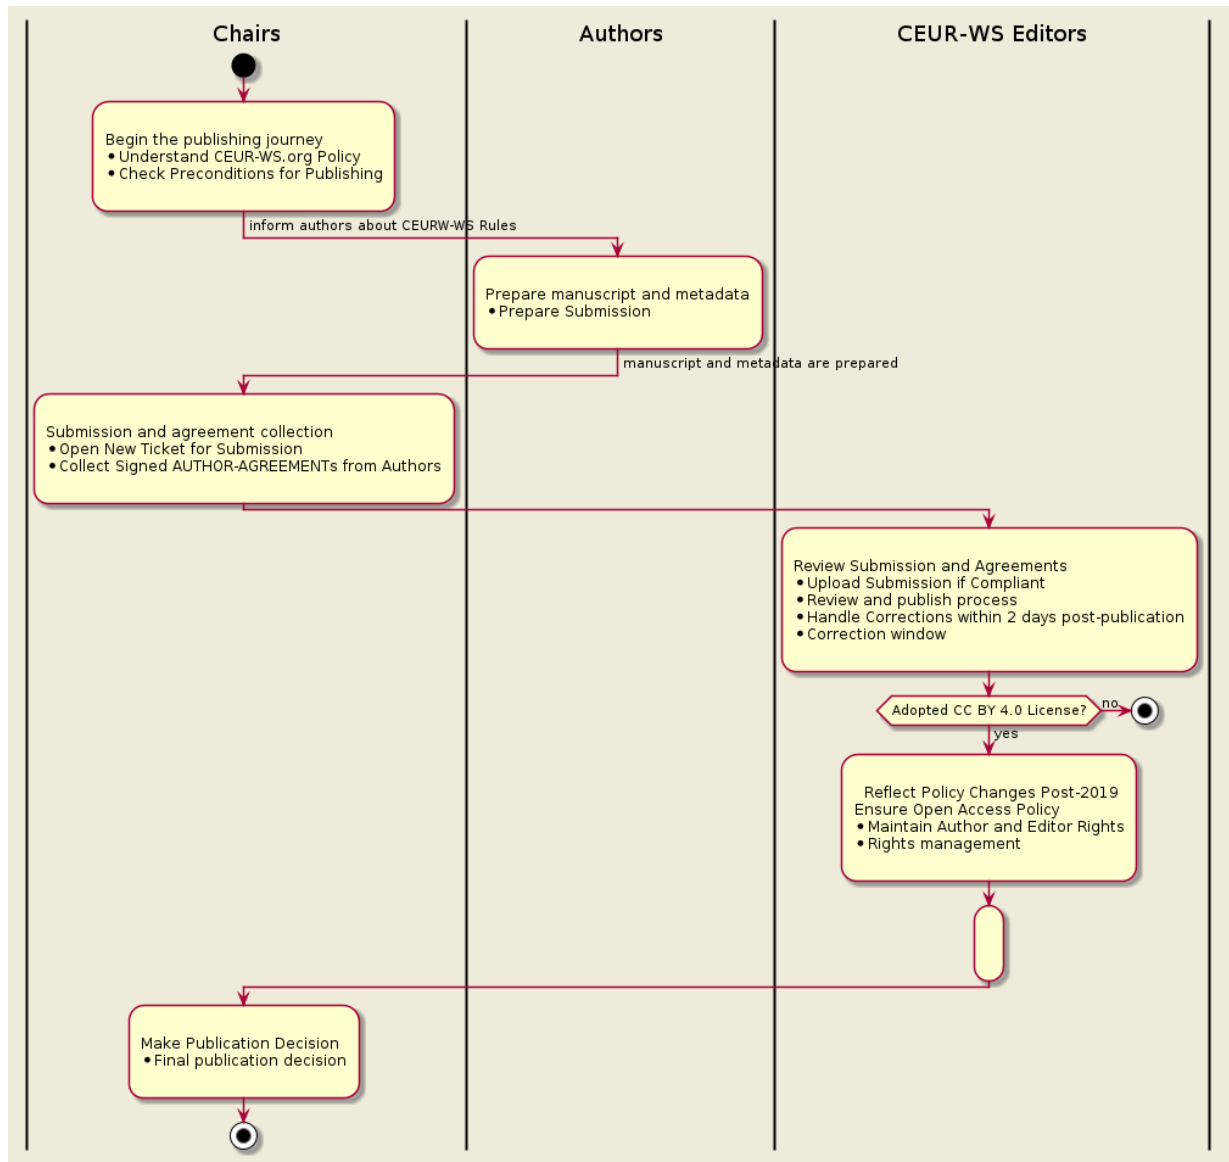 Chairs
Authors
CEUR-WS Editors
Begin the publishing journey
• Understand CEUR-WS.org Policy
• Check Preconditions for Publishing
inform authors about CEURW-WS Rules
Prepare manuscript and metadata
• Prepare Submission
manuscript and metadata are prepared
Submission and agreement collection
• Open New Ticket for Submission
• Collect Signed AUTHOR-AGREEMENTs from Authors
Review Submission and Agreements
• Upload Submission if Compliant
• Review and publish process
• Handle Corrections within 2 days post-publication
• Correction window
Adopted CC BY 4.0 License?
no
yes
Reflect Policy Changes Post-2019
Ensure Open Access Policy
• Maintain Author and Editor Rights
• Rights management
Make Publication Decision
• Final publication decision